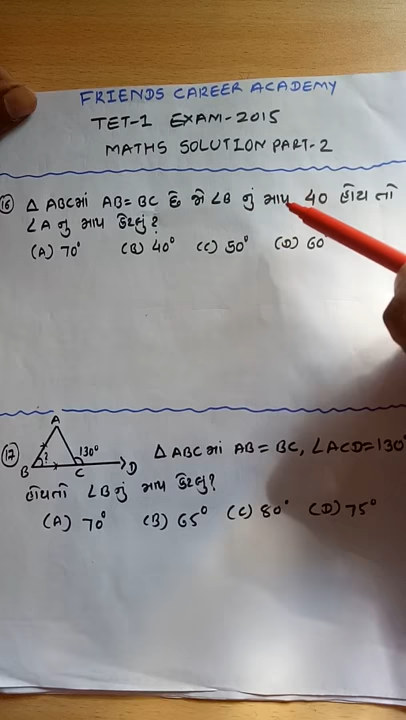 FRIENDS CAREER ACADEMY
TET-1 EXAM-2015
MATHS SOLUTION PART-2
16 △ ABCમાં AB=BC છે જો ∠B નું માપ 40 હોય તો
∠A નું માપ કેટલું?
(A) 70° (B) 40° (C) 50° (D) 60°
17 A B C D ? 130° △ ABCમાં AB=BC, ∠ACD=130°
હોયતો ∠B નું માપ કેટલું?
(A) 70° (B) 65° (C) 80° (D) 75°